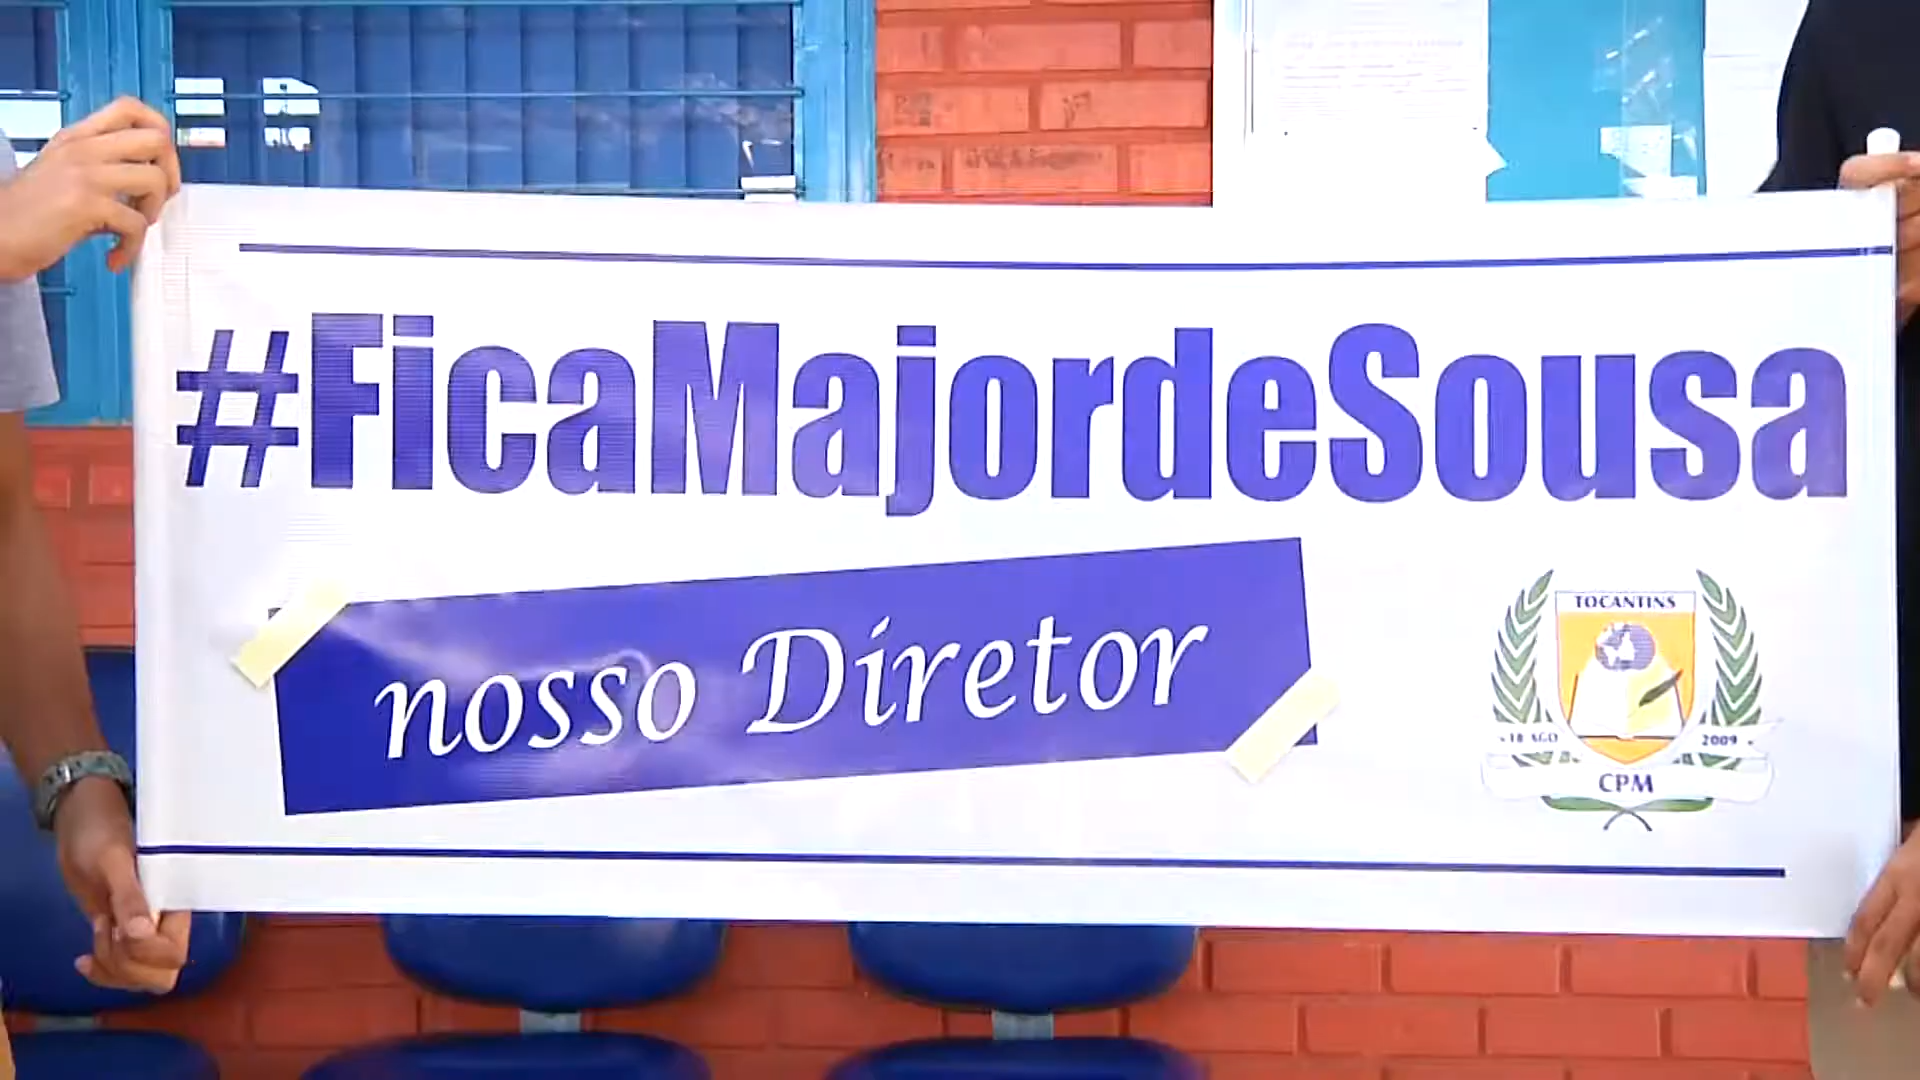 #FicaMajordeSousa
nosso Diretor
TOCANTINS
18 AGO 2009
CPM